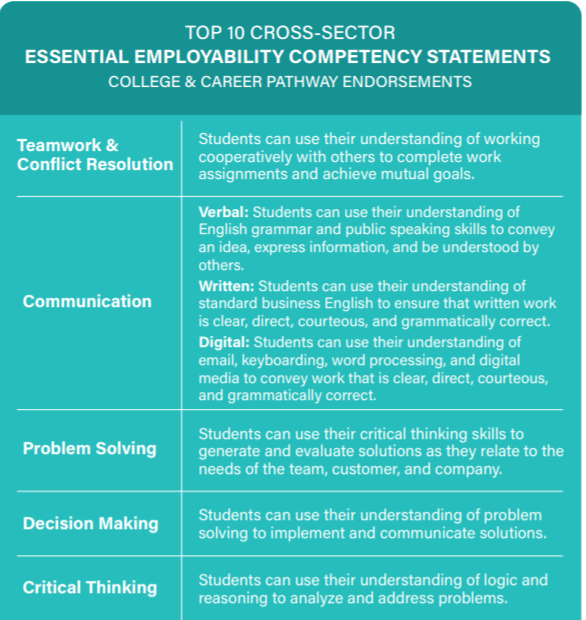 TOP 10 CROSS-SECTOR
ESSENTIAL EMPLOYABILITY COMPETENCY STATEMENTS
COLLEGE & CAREER PATHWAY ENDORSEMENTS
Teamwork &
Conflict Resolution
Students can use their understanding of working
cooperatively with others to complete work
assignments and achieve mutual goals.
Communication
Verbal: Students can use their understanding of
English grammar and public speaking skills to convey
an idea, express information, and be understood by
others.
Written: Students can use their understanding of
standard business English to ensure that written work
is clear, direct, courteous, and grammatically correct.
Digital: Students can use their understanding of
email, keyboarding, word processing, and digital
media to convey work that is clear, direct, courteous,
and grammatically correct.
Problem Solving
Students can use their critical thinking skills to
generate and evaluate solutions as they relate to the
needs of the team, customer, and company.
Decision Making
Students can use their understanding of problem
solving to implement and communicate solutions.
Critical Thinking
Students can use their understanding of logic and
reasoning to analyze and address problems.